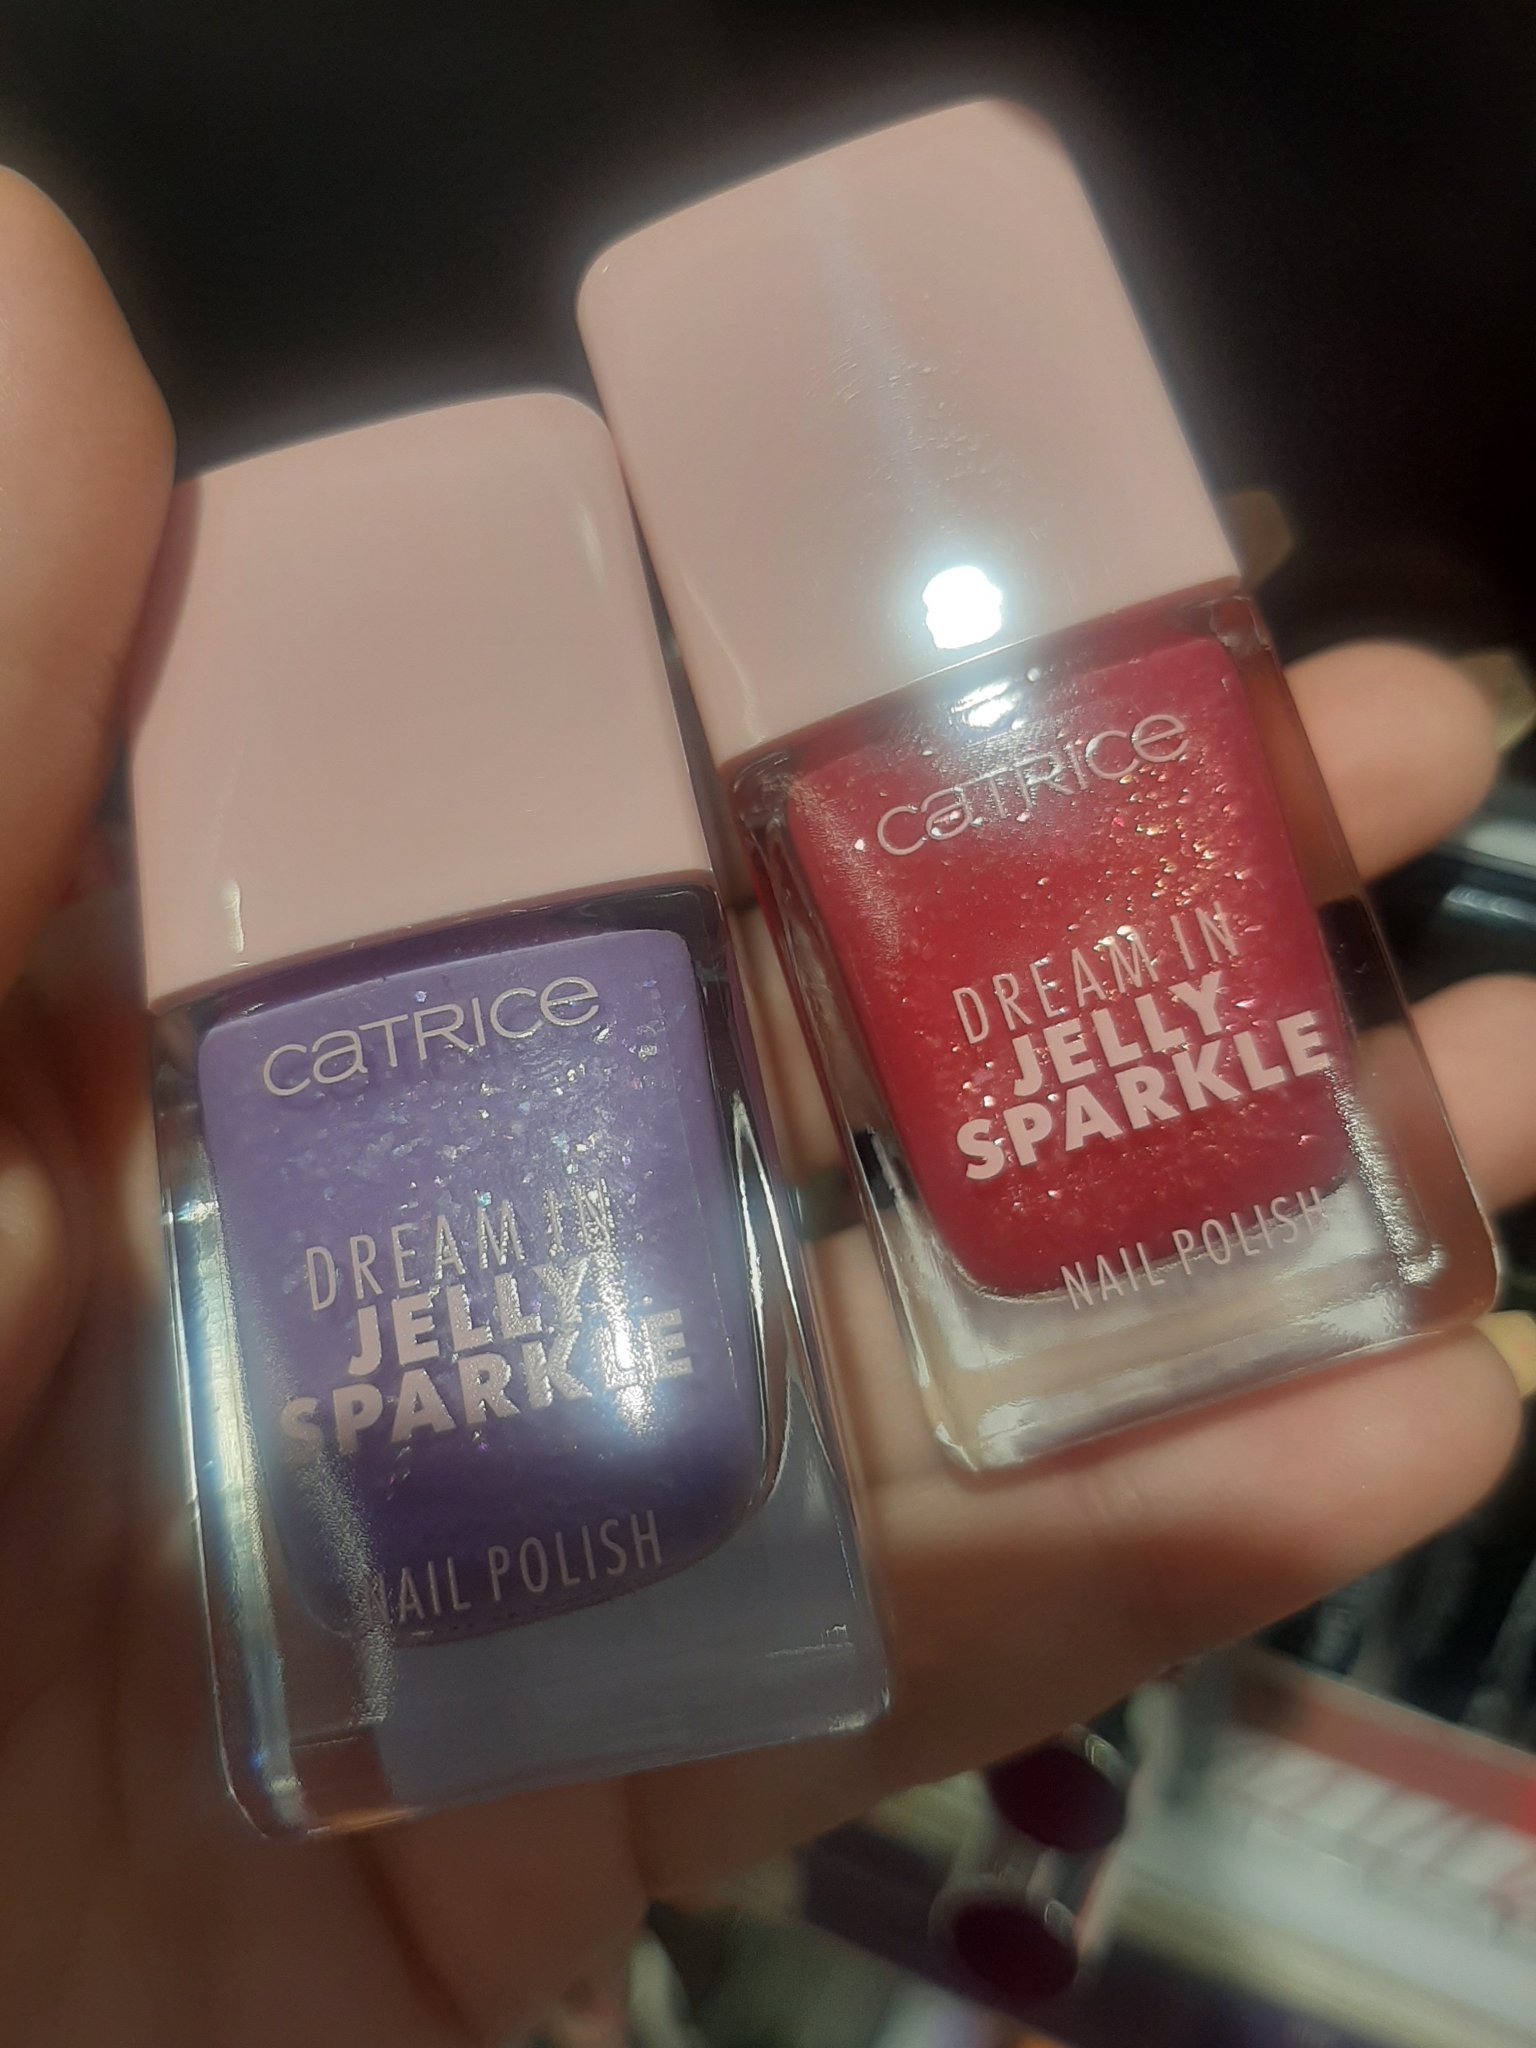 CATRICE
DREAM IN
JELLY
SPARKLE
NAIL POLISH
CATRICE
DREAM IN
JELLY
SPARKLE
NAIL POLISH